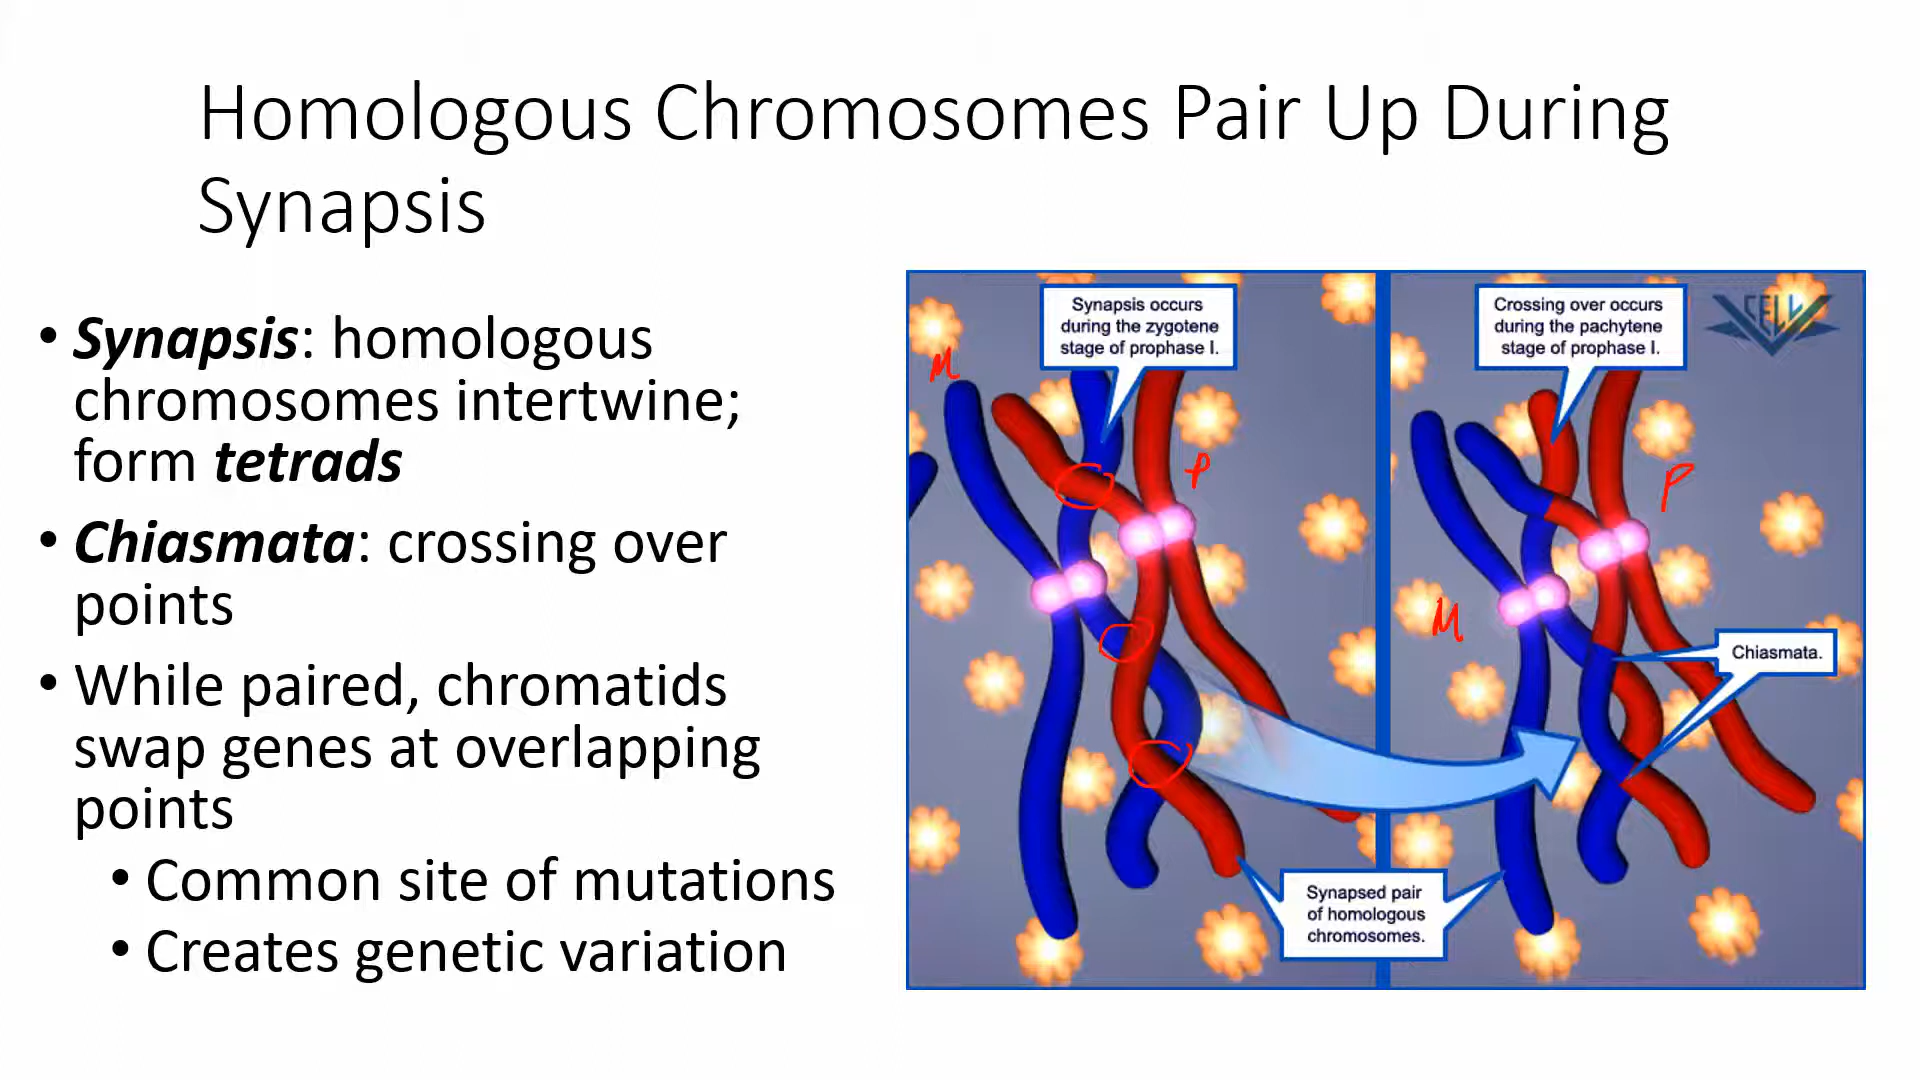 Homologous Chromosomes Pair Up During
Synapsis
• Synapsis: homologous
chromosomes intertwine;
form tetrads
• Chiasmata: crossing over
points
• While paired, chromatids
swap genes at overlapping
points
• Common site of mutations
• Creates genetic variation
Synapsis occurs
during the zygotene
stage of prophase I.
M
P
Crossing over occurs
during the pachytene
stage of prophase I.
CELL
P
M
Chiasmata.
Synapsed pair
of homologous
chromosomes.